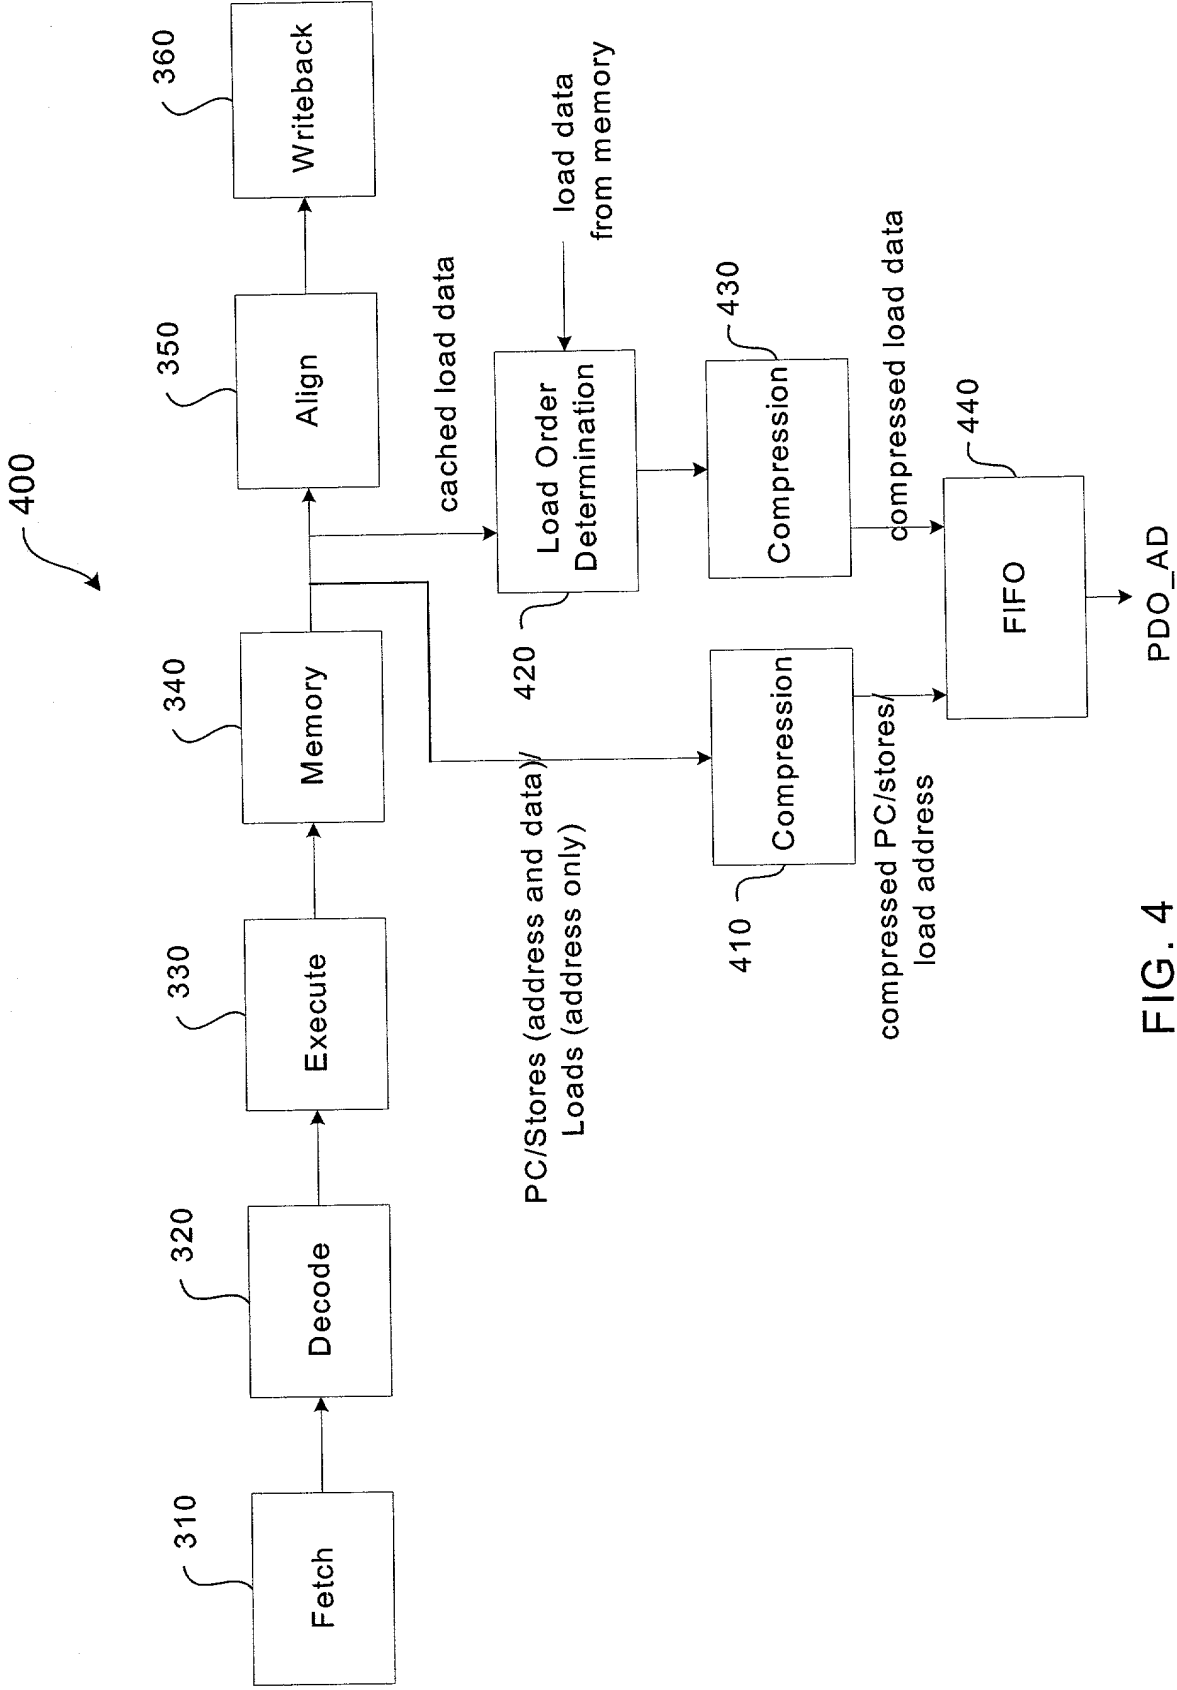 400
310
320
330
340
350
360
Fetch
Decode
Execute
Memory
Align
Writeback
PC/Stores (address and data)/
Loads (address only)
cached load data
load data
from memory
420
Load Order
Determination
410
Compression
430
Compression
compressed PC/stores/
load address
compressed load data
440
FIFO
PDO_AD
FIG. 4